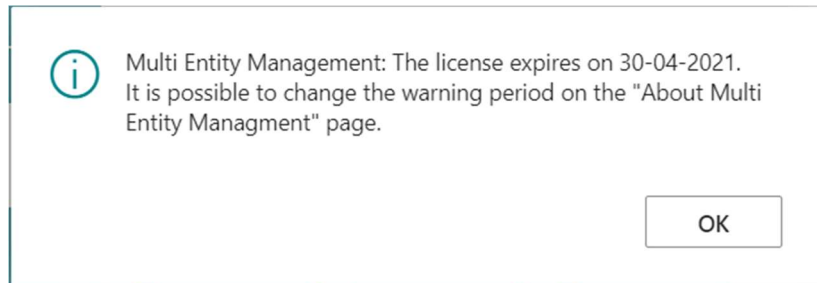 Multi Entity Management: The license expires on 30-04-2021.
It is possible to change the warning period on the "About Multi
Entity Managment" page.
OK